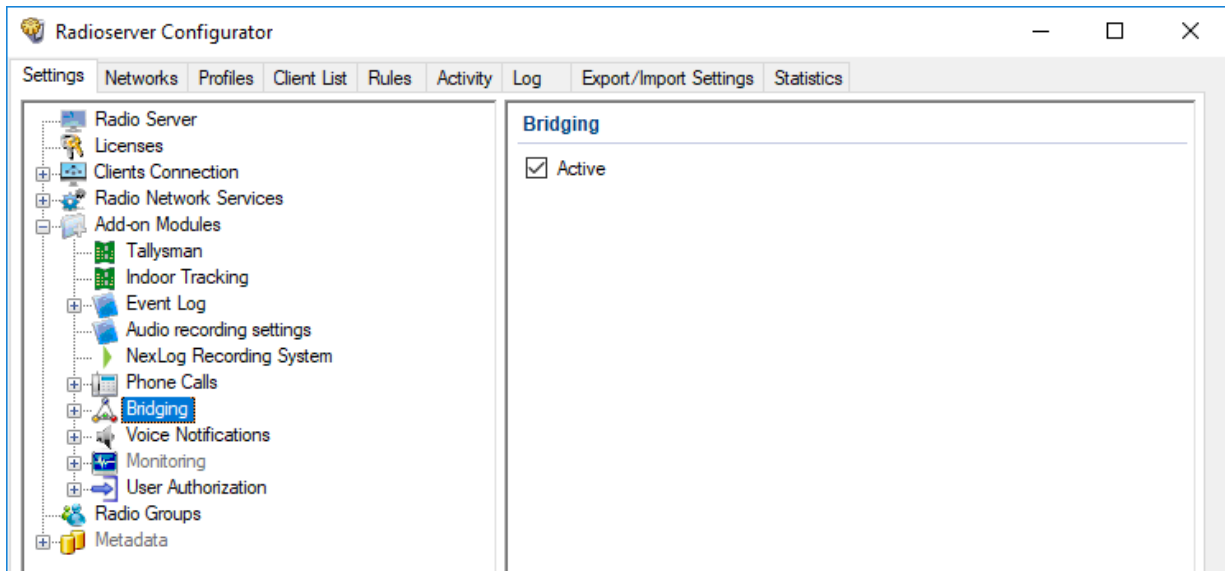 Radioserver Configurator
Settings Networks Profiles Client List Rules Activity Log Export/Import Settings Statistics
Radio Server
Licenses
Clients Connection
Radio Network Services
Add-on Modules
Tallysman
Indoor Tracking
Event Log
Audio recording settings
NexLog Recording System
Phone Calls
Bridging
Voice Notifications
Monitoring
User Authorization
Radio Groups
Metadata
Bridging
Active